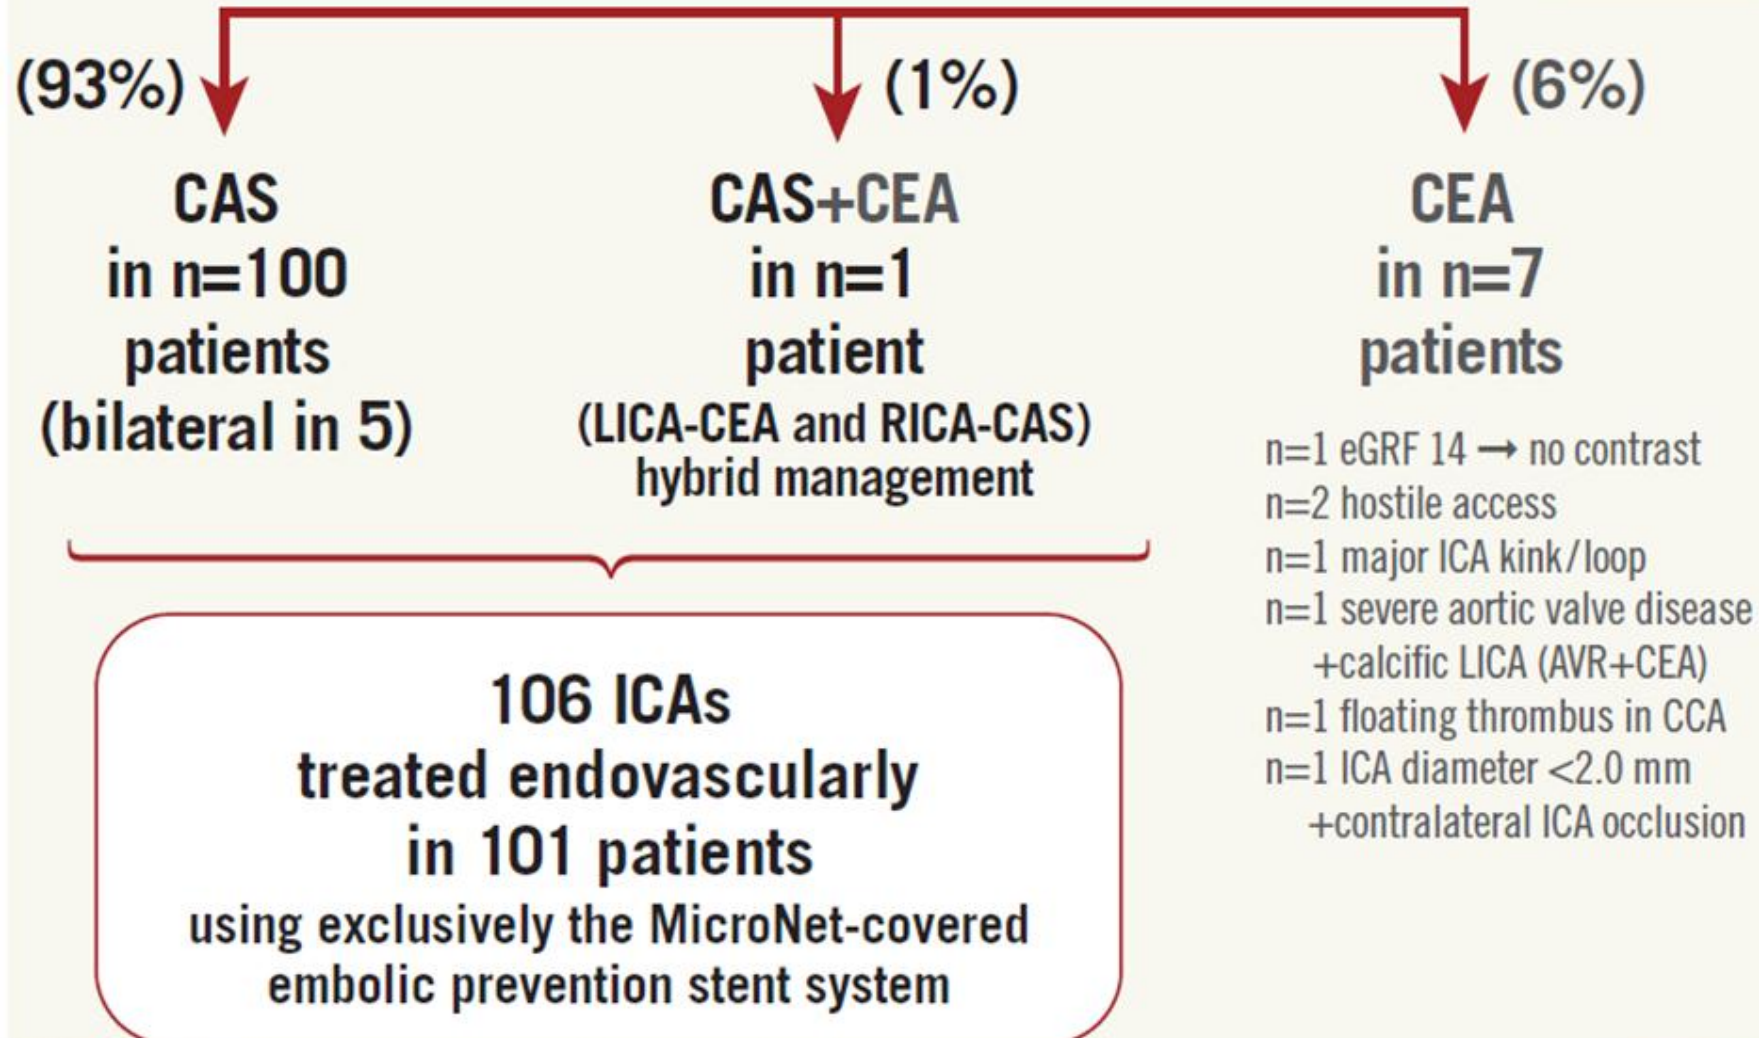 (93%)
CAS
in n=100
patients
(bilateral in 5)
(1%)
CAS+CEA
in n=1
patient
(LICA-CEA and RICA-CAS)
hybrid management
(6%)
CEA
in n=7
patients
n=1 eGRF 14 → no contrast
n=2 hostile access
n=1 major ICA kink/loop
n=1 severe aortic valve disease
+calcific LICA (AVR+CEA)
n=1 floating thrombus in CCA
n=1 ICA diameter <2.0 mm
+contralateral ICA occlusion
106 ICAs
treated endovascularly
in 101 patients
using exclusively the MicroNet-covered
embolic prevention stent system